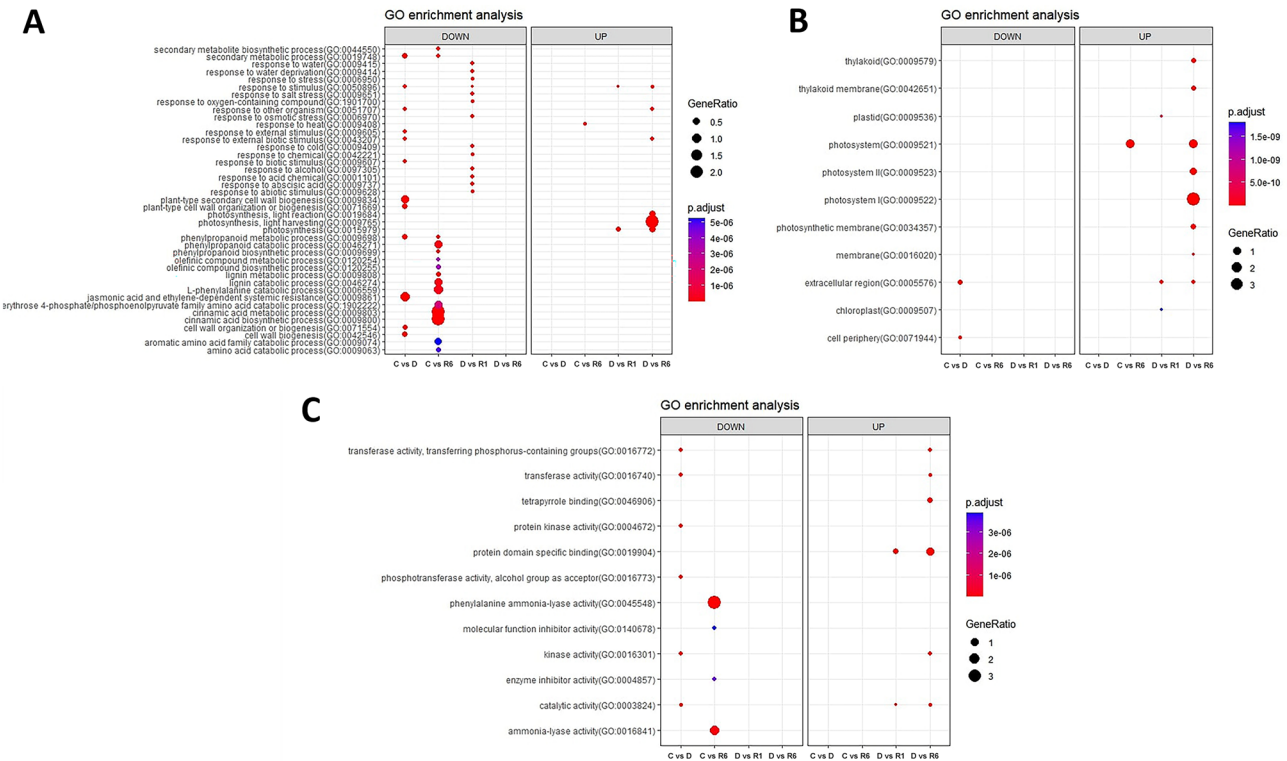 A
GO enrichment analysis
DOWN
UP
secondary metabolite biosynthetic process(GO:0044550)
secondary metabolic process(GO:0019748)
response to water(GO:0009415)
response to water deprivation(GO:0009414)
response to stress(GO:0006950)
response to stimulus(GO:0050896)
response to salt stress(GO:0009651)
response to oxygen-containing compound(GO:1901700)
response to other organism(GO:0051707)
response to osmotic stress(GO:0006970)
response to heat(GO:0009408)
response to external stimulus(GO:0009605)
response to external biotic stimulus(GO:0043207)
response to cold(GO:0009409)
response to chemical(GO:0042221)
response to biotic stimulus(GO:0009607)
response to alcohol(GO:0097305)
response to acid chemical(GO:0001101)
response to abscisic acid(GO:0009737)
response to abiotic stimulus(GO:0009628)
plant-type secondary cell wall biogenesis(GO:0009834)
plant-type cell wall organization or biogenesis(GO:0071669)
photosynthesis, light reaction(GO:0019684)
photosynthesis, light harvesting(GO:0009765)
photosynthesis(GO:0015979)
phenylpropanoid metabolic process(GO:0009698)
phenylpropanoid catabolic process(GO:0046271)
phenylpropanoid biosynthetic process(GO:0009699)
olefinic compound metabolic process(GO:0120254)
olefinic compound biosynthetic process(GO:0120255)
lignin metabolic process(GO:0009808)
lignin catabolic process(GO:0046274)
L-phenylalanine catabolic process(GO:0006559)
jasmonic acid and ethylene-dependent systemic resistance(GO:0009861)
erythrose 4-phosphate/phosphoenolpyruvate family amino acid catabolic process(GO:1902222)
cinnamic acid metabolic process(GO:0009803)
cinnamic acid biosynthetic process(GO:0009800)
cell wall organization or biogenesis(GO:0071554)
cell wall biogenesis(GO:0042546)
aromatic amino acid family catabolic process(GO:0009074)
amino acid catabolic process(GO:0009063)
C vs D C vs R6 D vs R1 D vs R6
C vs D C vs R6 D vs R1 D vs R6
GeneRatio
0.5
1.0
1.5
2.0
p.adjust
5e-06
4e-06
3e-06
2e-06
1e-06
B
GO enrichment analysis
DOWN
UP
thylakoid(GO:0009579)
thylakoid membrane(GO:0042651)
plastid(GO:0009536)
photosystem(GO:0009521)
photosystem II(GO:0009523)
photosystem I(GO:0009522)
photosynthetic membrane(GO:0034357)
membrane(GO:0016020)
extracellular region(GO:0005576)
chloroplast(GO:0009507)
cell periphery(GO:0071944)
C vs D C vs R6 D vs R1 D vs R6
C vs D C vs R6 D vs R1 D vs R6
p.adjust
1.5e-09
1.0e-09
5.0e-10
GeneRatio
1
2
3
C
GO enrichment analysis
DOWN
UP
transferase activity, transferring phosphorus-containing groups(GO:0016772)
transferase activity(GO:0016740)
tetrapyrrole binding(GO:0046906)
protein kinase activity(GO:0004672)
protein domain specific binding(GO:0019904)
phosphotransferase activity, alcohol group as acceptor(GO:0016773)
phenylalanine ammonia-lyase activity(GO:0045548)
molecular function inhibitor activity(GO:0140678)
kinase activity(GO:0016301)
enzyme inhibitor activity(GO:0004857)
catalytic activity(GO:0003824)
ammonia-lyase activity(GO:0016841)
C vs D C vs R6 D vs R1 D vs R6
C vs D C vs R6 D vs R1 D vs R6
p.adjust
3e-06
2e-06
1e-06
GeneRatio
1
2
3